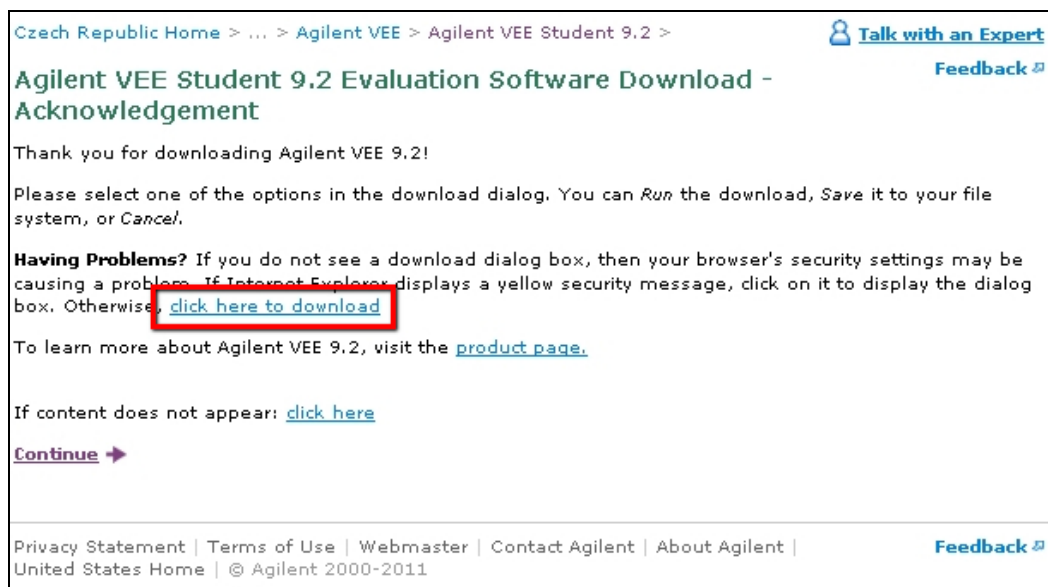 Czech Republic Home > ... > Agilent VEE > Agilent VEE Student 9.2 >
Talk with an Expert
Feedback
Agilent VEE Student 9.2 Evaluation Software Download -
Acknowledgement
Thank you for downloading Agilent VEE 9.2!
Please select one of the options in the download dialog. You can Run the download, Save it to your file
system, or Cancel.
Having Problems? If you do not see a download dialog box, then your browser's security settings may be
causing a problem. If Internet Explorer displays a yellow security message, click on it to display the dialog
box. Otherwise, click here to download
To learn more about Agilent VEE 9.2, visit the product page.
If content does not appear: click here
Continue
Privacy Statement | Terms of Use | Webmaster | Contact Agilent | About Agilent |
United States Home | © Agilent 2000-2011
Feedback